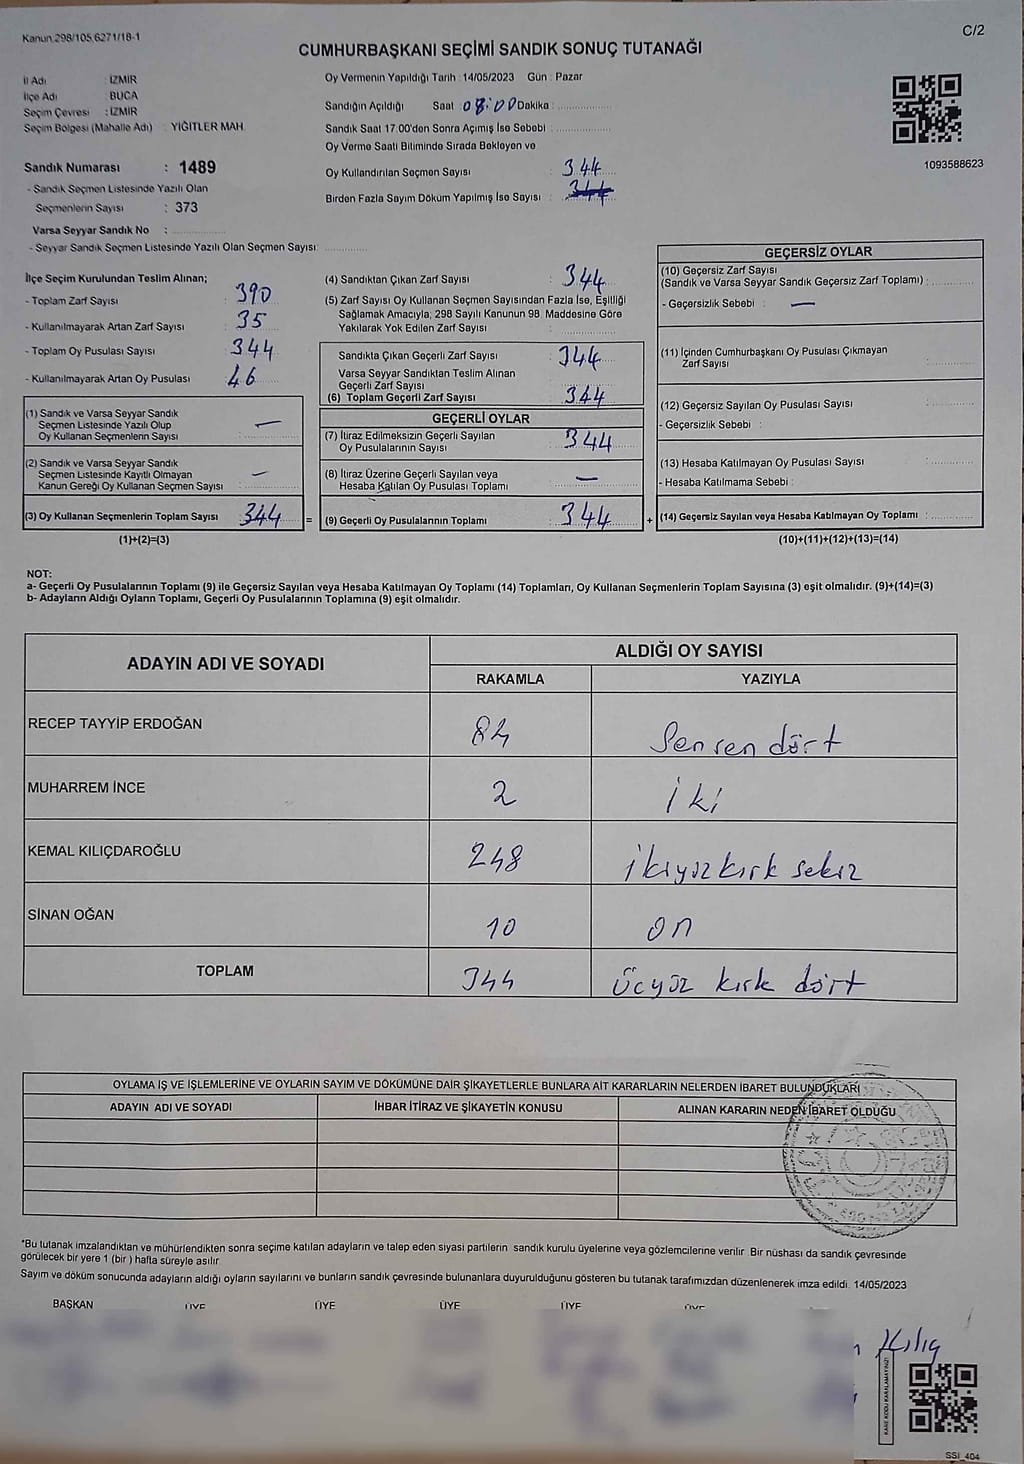 Kanun:298/105,6271/18-1
C/2
CUMHURBAŞKANI SEÇİMİ SANDIK SONUÇ TUTANAĞI
İl Adı : İZMİR
İlçe Adı : BUCA
Seçim Çevresi : İZMİR
Seçim Bölgesi (Mahalle Adı) : YİĞİTLER MAH.
Oy Vermenin Yapıldığı Tarih : 14/05/2023 Gün : Pazar
Sandığın Açıldığı Saat : 08:00 Dakika :
Sandık Saat 17.00'den Sonra Açılmış İse Sebebi :
Oy Verme Saati Bitiminde Sırada Bekleyen ve
Oy Kullandırılan Seçmen Sayısı : 344
Birden Fazla Sayım Döküm Yapılmış İse Sayısı : 344
1093588623
Sandık Numarası : 1489
- Sandık Seçmen Listesinde Yazılı Olan
Seçmenlerin Sayısı : 373
Varsa Seyyar Sandık No :
- Seyyar Sandık Seçmen Listesinde Yazılı Olan Seçmen Sayısı:
İlçe Seçim Kurulundan Teslim Alınan;
- Toplam Zarf Sayısı : 390
- Kullanılmayarak Artan Zarf Sayısı : 35
- Toplam Oy Pusulası Sayısı : 344
- Kullanılmayarak Artan Oy Pusulası : 46
(1) Sandık ve Varsa Seyyar Sandık
Seçmen Listesinde Yazılı Olup
Oy Kullanan Seçmenlerin Sayısı : —
(2) Sandık ve Varsa Seyyar Sandık
Seçmen Listesinde Kayıtlı Olmayan
Kanun Gereği Oy Kullanan Seçmen Sayısı : —
(3) Oy Kullanan Seçmenlerin Toplam Sayısı 344 =
(1)+(2)=(3)
(4) Sandıktan Çıkan Zarf Sayısı : 344
(5) Zarf Sayısı Oy Kullanan Seçmen Sayısından Fazla İse, Eşitliği
Sağlamak Amacıyla; 298 Sayılı Kanunun 98. Maddesine Göre
Yakılarak Yok Edilen Zarf Sayısı :
Sandıkta Çıkan Geçerli Zarf Sayısı : 344
Varsa Seyyar Sandıktan Teslim Alınan
Geçerli Zarf Sayısı :
(6) Toplam Geçerli Zarf Sayısı : 344
GEÇERLİ OYLAR
(7) İtiraz Edilmeksizin Geçerli Sayılan
Oy Pusulalarının Sayısı : 344
(8) İtiraz Üzerine Geçerli Sayılan veya
Hesaba Katılan Oy Pusulası Toplamı : —
(9) Geçerli Oy Pusulalarının Toplamı : 344 +
GEÇERSİZ OYLAR
(10) Geçersiz Zarf Sayısı
(Sandık ve Varsa Seyyar Sandık Geçersiz Zarf Toplamı) :
- Geçersizlik Sebebi : —
(11) İçinden Cumhurbaşkanı Oy Pusulası Çıkmayan
Zarf Sayısı :
(12) Geçersiz Sayılan Oy Pusulası Sayısı :
- Geçersizlik Sebebi :
(13) Hesaba Katılmayan Oy Pusulası Sayısı :
- Hesaba Katılmama Sebebi :
(14) Geçersiz Sayılan veya Hesaba Katılmayan Oy Toplamı :
(10)+(11)+(12)+(13)=(14)
NOT:
a- Geçerli Oy Pusulalarının Toplamı (9) ile Geçersiz Sayılan veya Hesaba Katılmayan Oy Toplamı (14) Toplamları, Oy Kullanan Seçmenlerin Toplam Sayısına (3) eşit olmalıdır. (9)+(14)=(3)
b- Adayların Aldığı Oyların Toplamı, Geçerli Oy Pusulalarının Toplamına (9) eşit olmalıdır.
ADAYIN ADI VE SOYADI
ALDIĞI OY SAYISI
RAKAMLA YAZIYLA
RECEP TAYYİP ERDOĞAN 84 Sensen dört
MUHARREM İNCE 2 iki
KEMAL KILIÇDAROĞLU 248 ikiyüzkırk sekiz
SİNAN OĞAN 10 on
TOPLAM 344 Üçyüz kırk dört
OYLAMA İŞ VE İŞLEMLERİNE VE OYLARIN SAYIM VE DÖKÜMÜNE DAİR ŞİKAYETLERLE BUNLARA AİT KARARLARIN NELERDEN İBARET BULUNDUKLARI
ADAYIN ADI VE SOYADI İHBAR İTİRAZ VE ŞİKAYETİN KONUSU ALINAN KARARIN NEDEN İBARET OLDUĞU
*Bu tutanak imzalandıktan ve mühürlendikten sonra seçime katılan adayların ve talep eden siyasi partilerin sandık kurulu üyelerine veya gözlemcilerine verilir. Bir nüshası da sandık çevresinde
görülecek bir yere 1 (bir) hafta süreyle asılır.
Sayım ve döküm sonucunda adayların aldığı oyların sayılarını ve bunların sandık çevresinde bulunanlara duyurulduğunu gösteren bu tutanak tarafımızdan düzenlenerek imza edildi. 14/05/2023
BAŞKAN ÜYE ÜYE ÜYE ÜYE ÜYE
Kılıç
KARE KODU KARALAMAYINIZ!
SSI_404